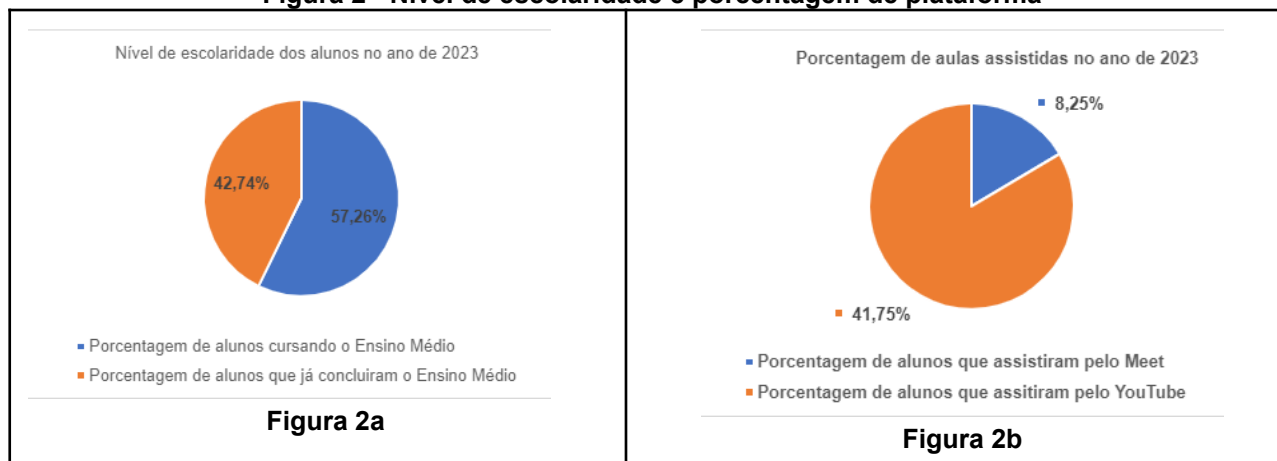 Nível de escolaridade dos alunos no ano de 2023
42,74%
57,26%
Porcentagem de alunos cursando o Ensino Médio
Porcentagem de alunos que já concluiram o Ensino Médio
Figura 2a
Porcentagem de aulas assistidas no ano de 2023
8,25%
41,75%
Porcentagem de alunos que assistiram pelo Meet
Porcentagem de alunos que assitiram pelo YouTube
Figura 2b